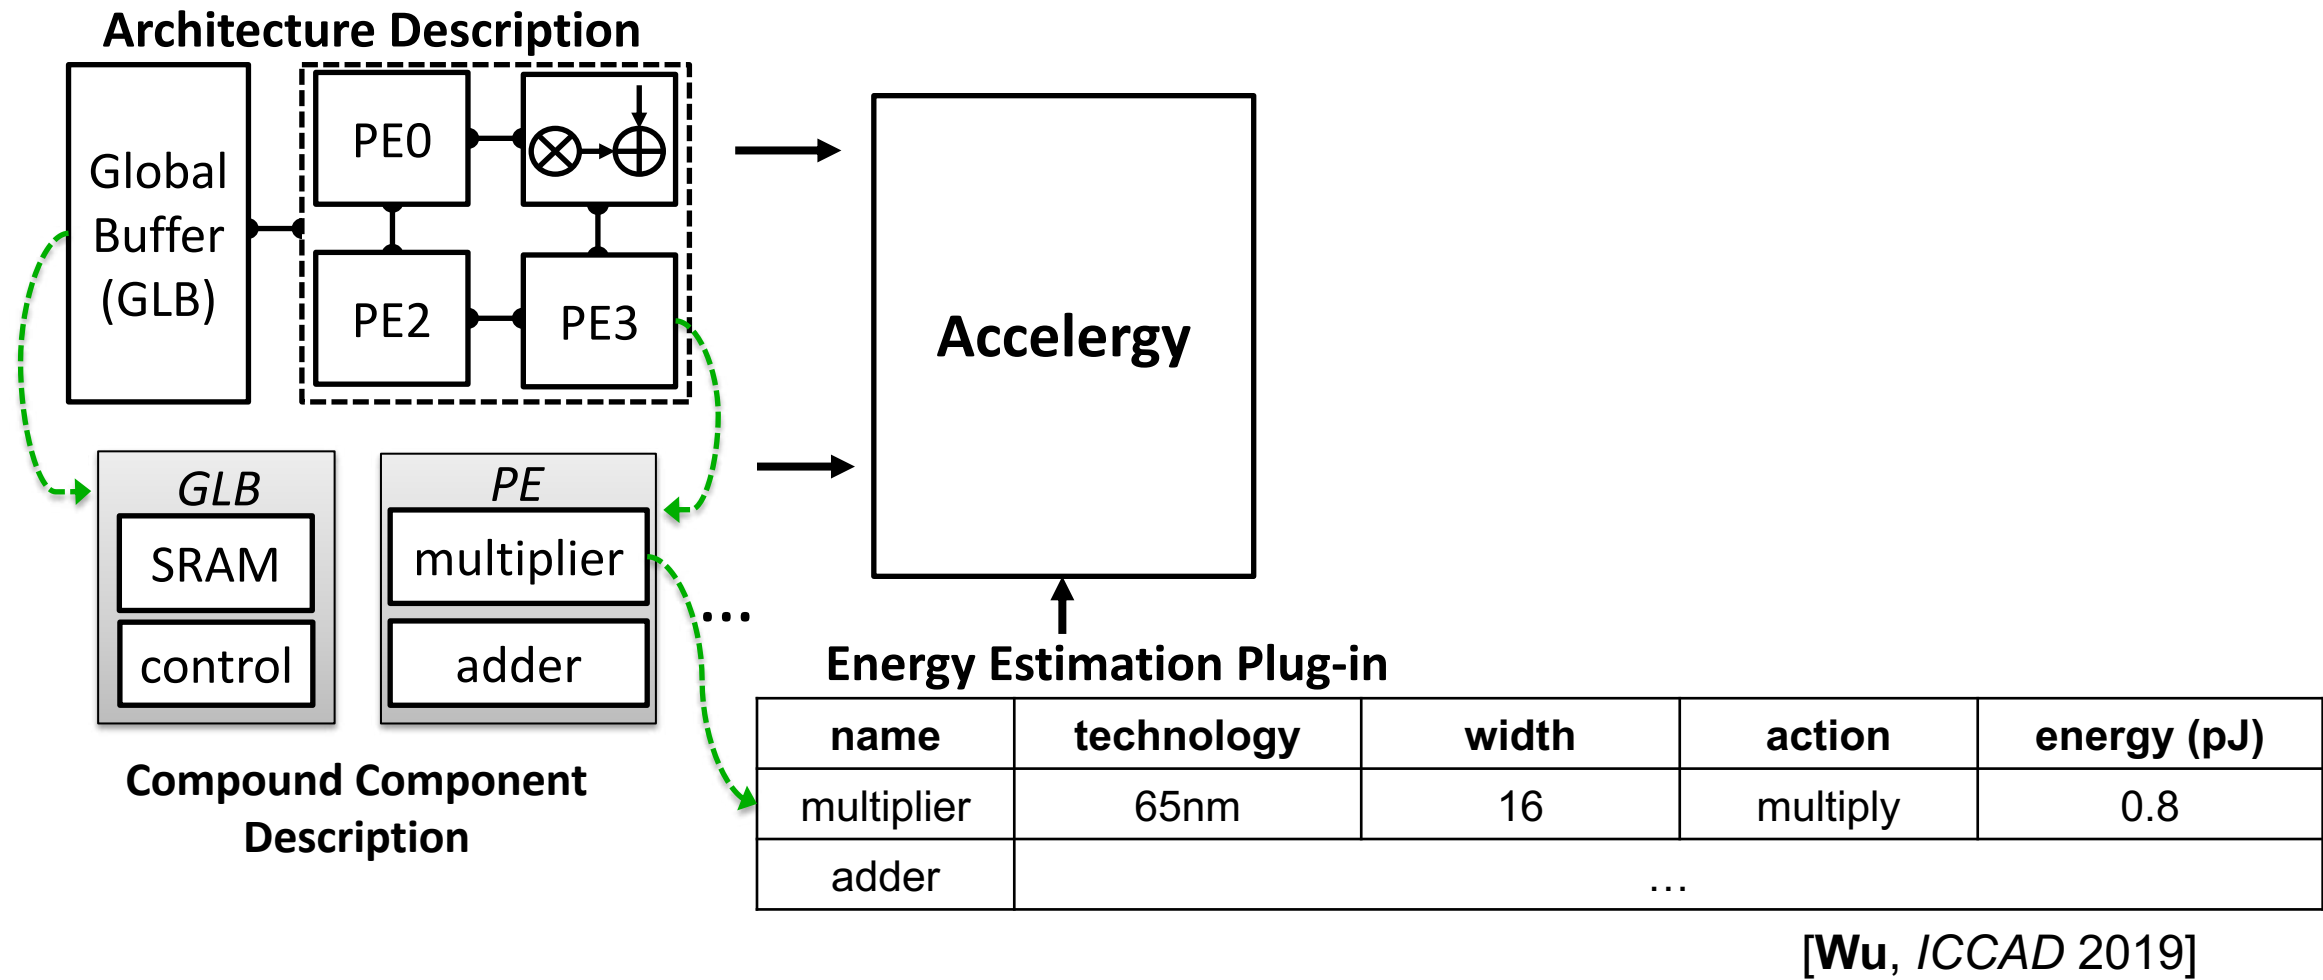 Architecture Description
Global
Buffer
(GLB)
PE0
PE2
PE3
Accelergy
GLB
SRAM
control
PE
multiplier
adder
...
Compound Component
Description
Energy Estimation Plug-in
name technology width action energy (pJ)
multiplier 65nm 16 multiply 0.8
adder …
[Wu, ICCAD 2019]